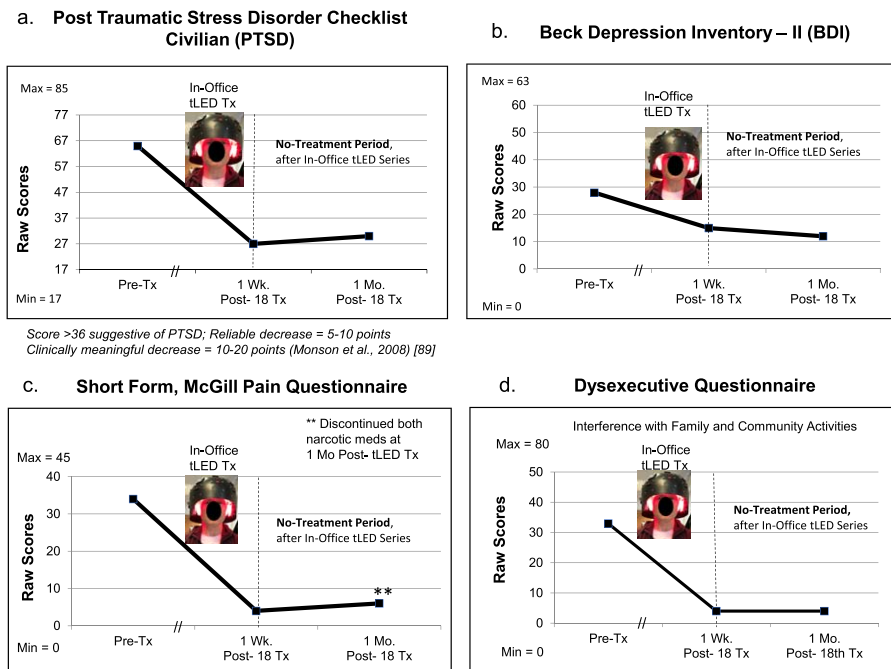 a. Post Traumatic Stress Disorder Checklist
Civilian (PTSD)
Max = 85
In-Office
tLED Tx
77
67
57
47
37
27
17
Raw Scores
No-Treatment Period,
after In-Office tLED Series
Pre-Tx
//
1 Wk.
Post- 18 Tx
1 Mo.
Post- 18 Tx
Min = 17
Score >36 suggestive of PTSD; Reliable decrease = 5-10 points
Clinically meaningful decrease = 10-20 points (Monson et al., 2008) [89]
b. Beck Depression Inventory – II (BDI)
Max = 63
In-Office
tLED Tx
60
50
40
30
20
10
0
Raw Scores
No-Treatment Period,
after In-Office tLED Series
Pre-Tx
//
1 Wk.
Post- 18 Tx
1 Mo.
Post- 18 Tx
Min = 0
c. Short Form, McGill Pain Questionnaire
** Discontinued both
narcotic meds at
1 Mo Post- tLED Tx
Max = 45
In-Office
tLED Tx
40
30
20
10
0
Raw Scores
No-Treatment Period,
after In-Office tLED Series
**
Pre-Tx
//
1 Wk.
Post- 18 Tx
1 Mo.
Post- 18 Tx
Min = 0
d. Dysexecutive Questionnaire
Interference with Family and Community Activities
Max = 80
In-Office
tLED Tx
50
40
30
20
10
0
Raw Scores
No-Treatment Period,
after In-Office tLED Series
Pre-Tx
//
1 Wk.
Post- 18 Tx
1 Mo.
Post- 18th Tx
Min = 0